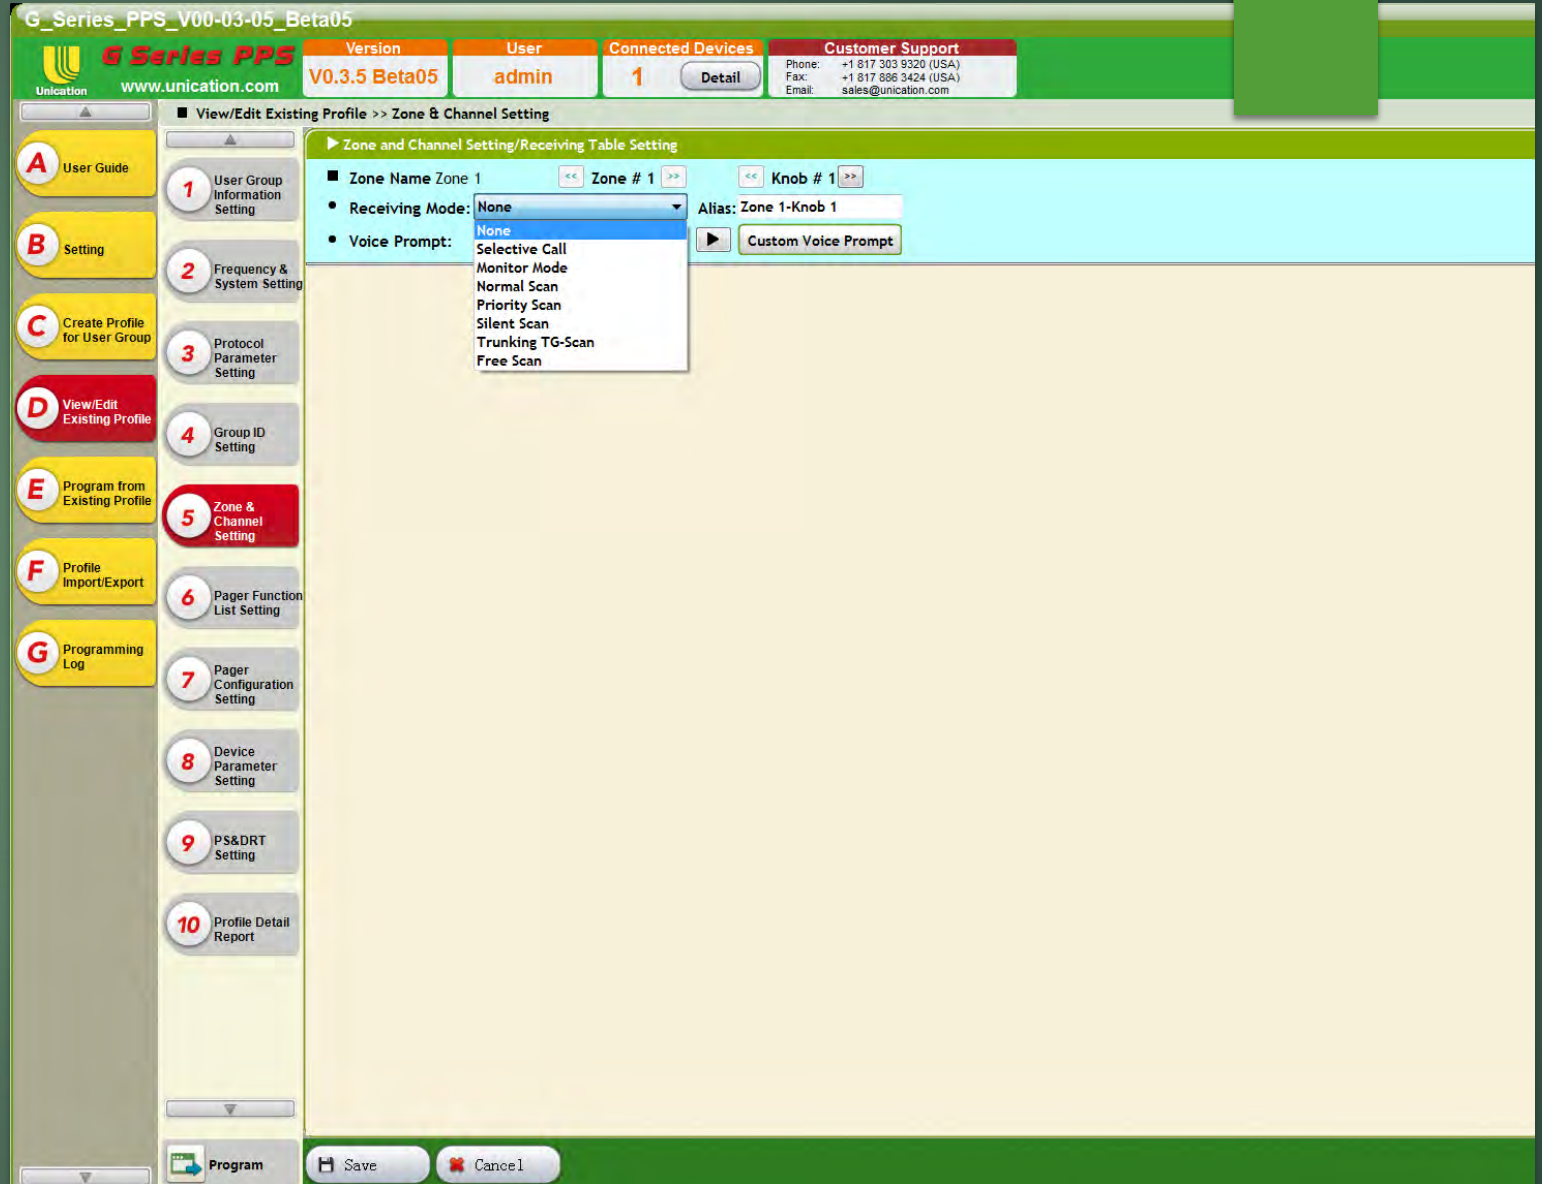 G_Series_PPS_V00-03-05_Beta05
Unication
G Series PPS
www.unication.com
Version
V0.3.5 Beta05
User
admin
Connected Devices
1 Detail
Customer Support
Phone: +1 817 303 9320 (USA)
Fax: +1 817 886 3424 (USA)
Email: sales@unication.com
View/Edit Existing Profile >> Zone & Channel Setting
A User Guide
B Setting
C Create Profile
for User Group
D View/Edit
Existing Profile
E Program from
Existing Profile
F Profile
Import/Export
G Programming
Log
1 User Group
Information
Setting
2 Frequency &
System Setting
3 Protocol
Parameter
Setting
4 Group ID
Setting
5 Zone &
Channel
Setting
6 Pager Function
List Setting
7 Pager
Configuration
Setting
8 Device
Parameter
Setting
9 PS&DRT
Setting
10 Profile Detail
Report
Program
Zone and Channel Setting/Receiving Table Setting
Zone Name Zone 1 << Zone # 1 >> << Knob # 1 >>
Receiving Mode: None Alias: Zone 1-Knob 1
Voice Prompt: Custom Voice Prompt
None
Selective Call
Monitor Mode
Normal Scan
Priority Scan
Silent Scan
Trunking TG-Scan
Free Scan
Save Cancel